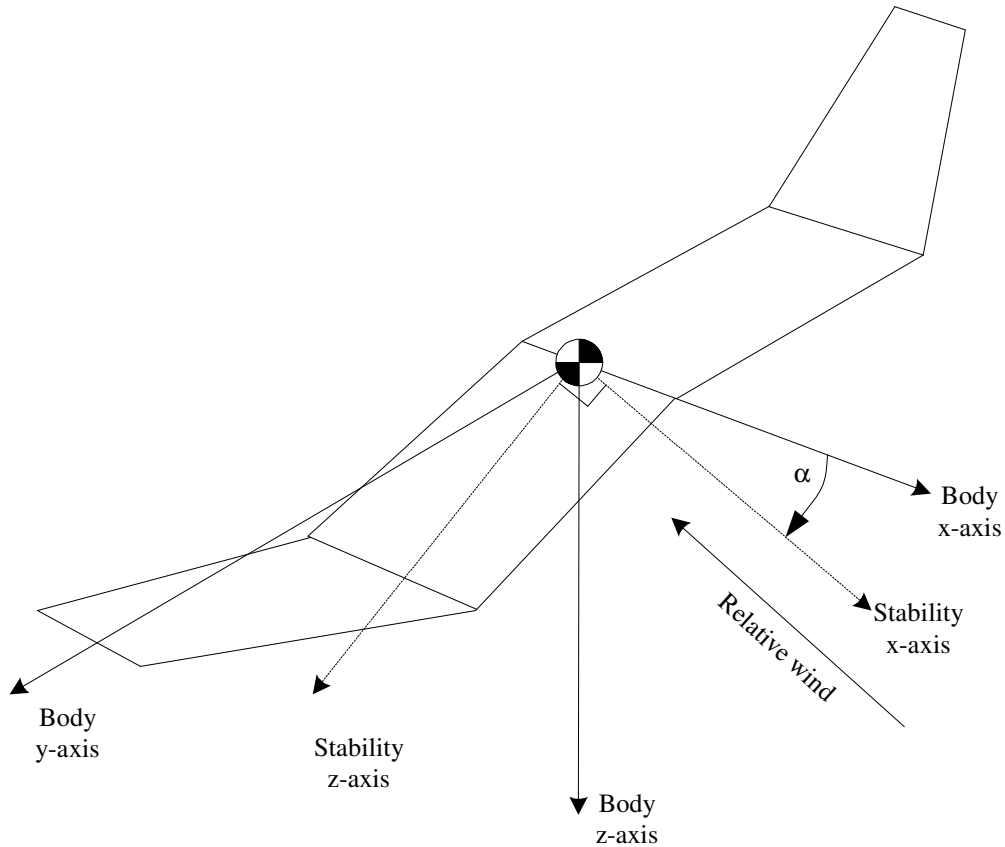 α
Body
x-axis
Stability
x-axis
Relative wind
Body
y-axis
Stability
z-axis
Body
z-axis